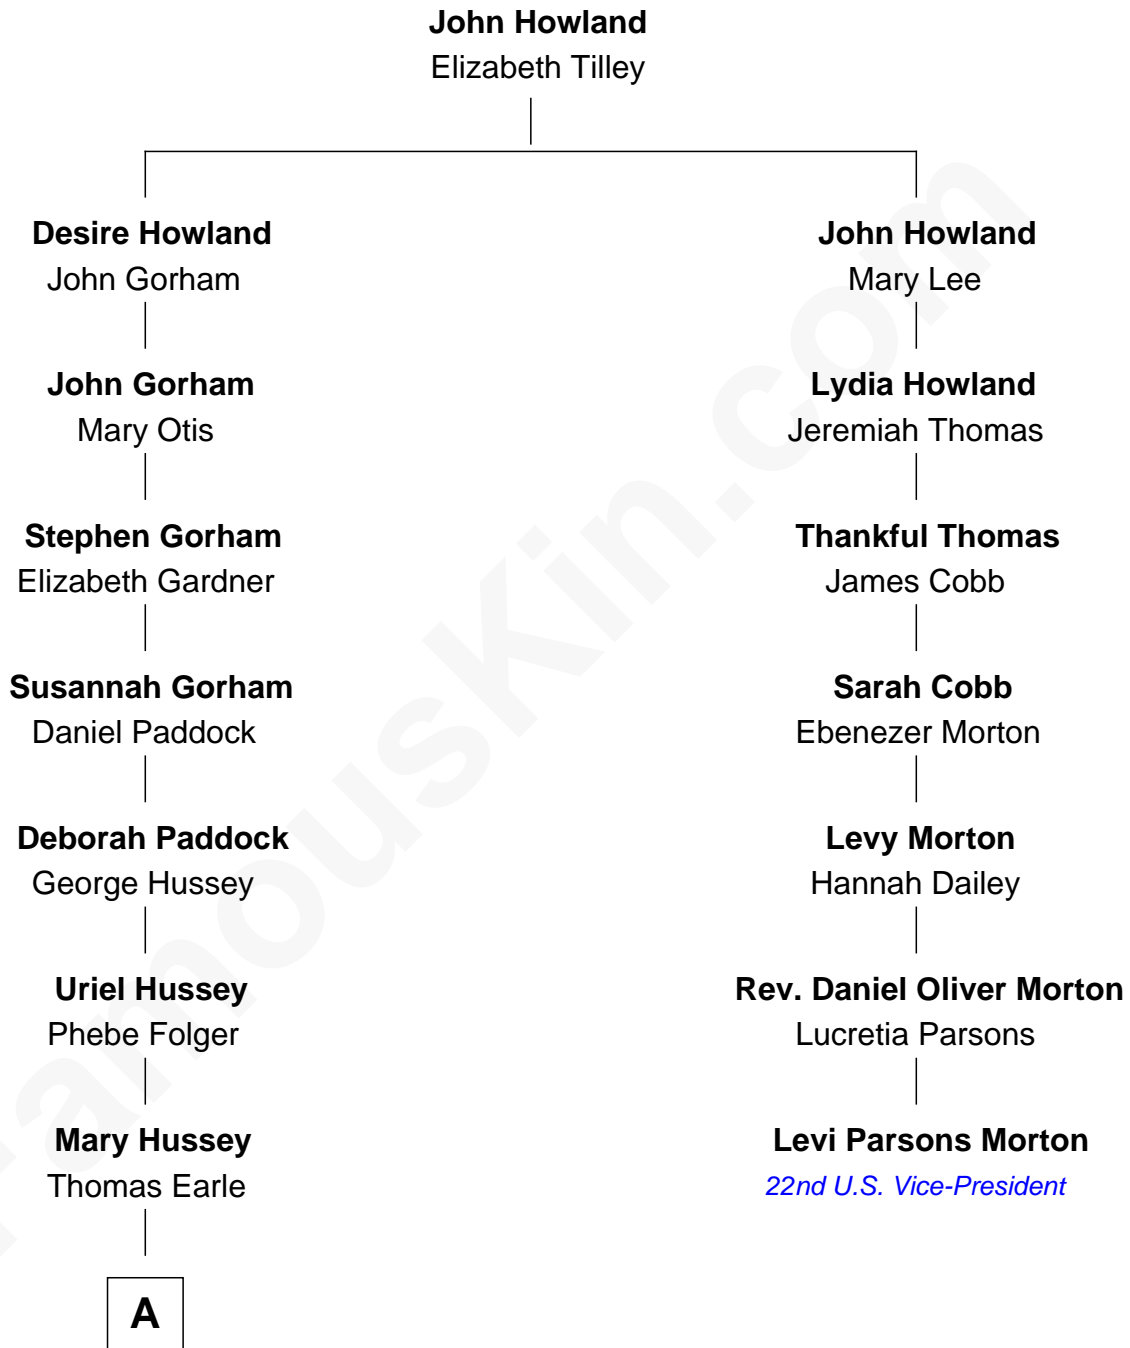 John Howland
Elizabeth Tilley
Desire Howland
John Gorham
John Howland
Mary Lee
John Gorham
Mary Otis
Lydia Howland
Jeremiah Thomas
Stephen Gorham
Elizabeth Gardner
Thankful Thomas
James Cobb
Susannah Gorham
Daniel Paddock
Sarah Cobb
Ebenezer Morton
Deborah Paddock
George Hussey
Levy Morton
Hannah Dailey
Uriel Hussey
Phebe Folger
Rev. Daniel Oliver Morton
Lucretia Parsons
Mary Hussey
Thomas Earle
Levi Parsons Morton
22nd U.S. Vice-President
A
FamousKin.com